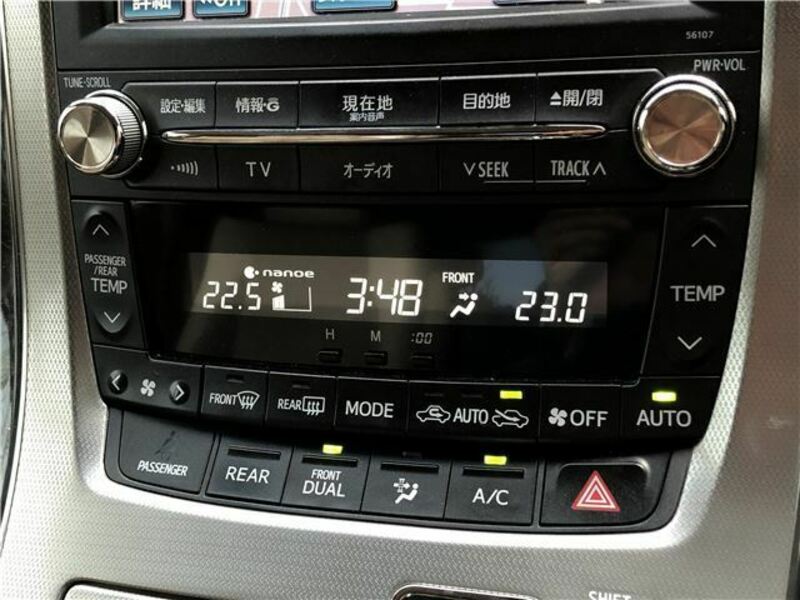 詳細
56107
TUNE·SCROLL
PWR·VOL
設定・編集 情報·G 現在地 目的地 ⏏開/閉
案内音声
TV オーディオ ∨ SEEK TRACK ∧
PASSENGER
/REAR
TEMP
nanoe
22.5 3:48 FRONT 23.0
TEMP
H M :00
FRONT REAR MODE AUTO OFF AUTO
PASSENGER REAR FRONT
DUAL A/C
SHIFT